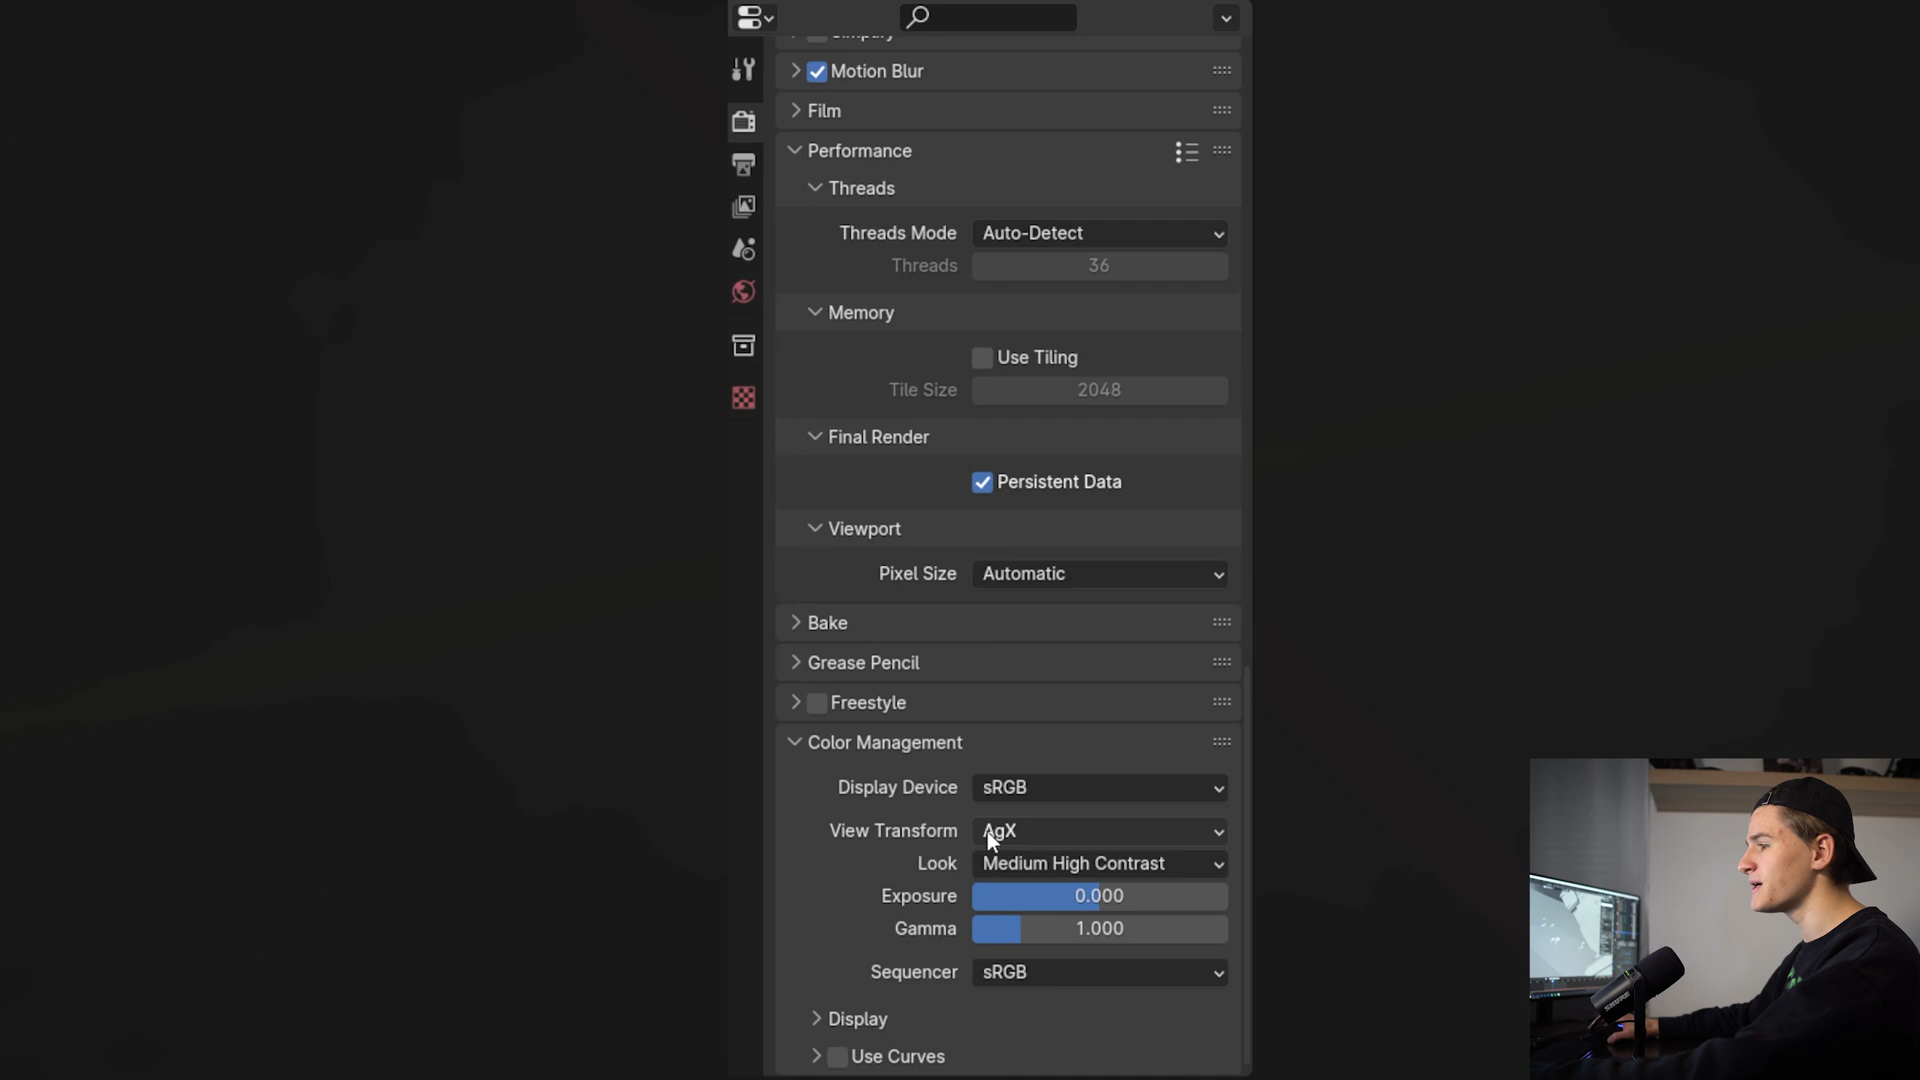 Simplify
Motion Blur
Film
Performance
Threads
Threads Mode Auto-Detect
Threads 36
Memory
Use Tiling
Tile Size 2048
Final Render
Persistent Data
Viewport
Pixel Size Automatic
Bake
Grease Pencil
Freestyle
Color Management
Display Device sRGB
View Transform AgX
Look Medium High Contrast
Exposure 0.000
Gamma 1.000
Sequencer sRGB
Display
Use Curves
SHURE